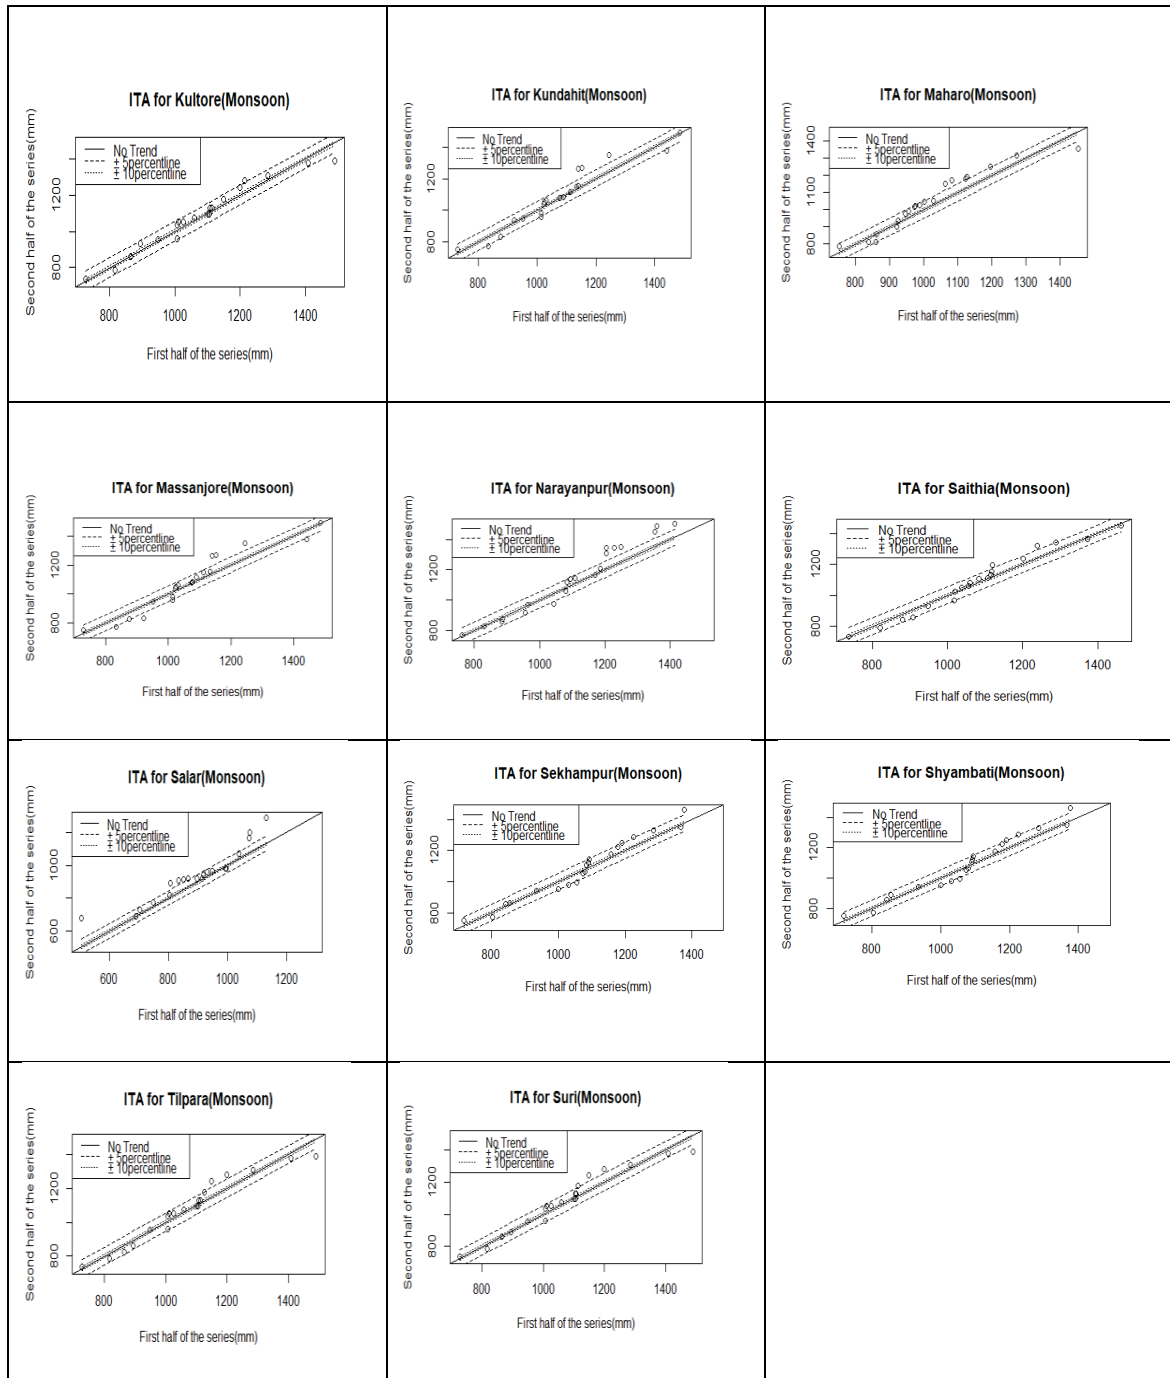 ITA for Kultore(Monsoon)
Second half of the series(mm)
No Trend
± 5percentline
± 10percentline
800 1200
800 1000 1200 1400
First half of the series(mm)
ITA for Kundahit(Monsoon)
Second half of the series(mm)
No Trend
± 5percentline
± 10percentline
800 1200
800 1000 1200 1400
First half of the series(mm)
ITA for Maharo(Monsoon)
Second half of the series(mm)
No Trend
± 5percentline
± 10percentline
800 1100 1400
800 900 1000 1100 1200 1300 1400
First half of the series(mm)
ITA for Massanjore(Monsoon)
Second half of the series(mm)
No Trend
± 5percentline
± 10percentline
800 1200
800 1000 1200 1400
First half of the series(mm)
ITA for Narayanpur(Monsoon)
Second half of the series(mm)
No Trend
± 5percentline
± 10percentline
800 1200
800 1000 1200 1400
First half of the series(mm)
ITA for Saithia(Monsoon)
Second half of the series(mm)
No Trend
± 5percentline
± 10percentline
800 1200
800 1000 1200 1400
First half of the series(mm)
ITA for Salar(Monsoon)
Second half of the series(mm)
No Trend
± 5percentline
± 10percentline
600 1000
600 800 1000 1200
First half of the series(mm)
ITA for Sekhampur(Monsoon)
Second half of the series(mm)
No Trend
± 5percentline
± 10percentline
800 1200
800 1000 1200 1400
First half of the series(mm)
ITA for Shyambati(Monsoon)
Second half of the series(mm)
No Trend
± 5percentline
± 10percentline
800 1200
800 1000 1200 1400
First half of the series(mm)
ITA for Tilpara(Monsoon)
Second half of the series(mm)
No Trend
± 5percentline
± 10percentline
800 1200
800 1000 1200 1400
First half of the series(mm)
ITA for Suri(Monsoon)
Second half of the series(mm)
No Trend
± 5percentline
± 10percentline
800 1200
800 1000 1200 1400
First half of the series(mm)